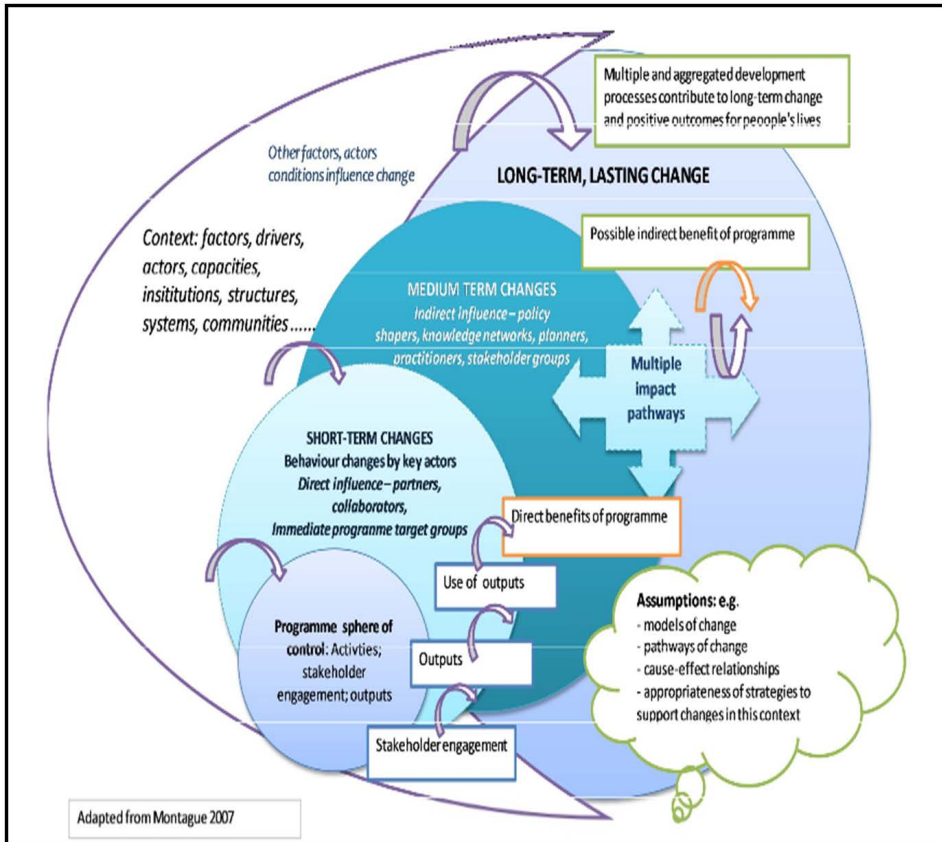 Multiple and aggregated development
processes contribute to long-term change
and positive outcomes for peoople's lives
Other factors, actors
conditions influence change
LONG-TERM, LASTING CHANGE
Possible indirect benefit of programme
Context: factors, drivers,
actors, capacities,
insititutions, structures,
systems, communities ......
MEDIUM TERM CHANGES
Indirect influence – policy
shapers, knowledge networks, planners,
practitioners, stakeholder groups
Multiple
impact
pathways
SHORT-TERM CHANGES
Behaviour changes by key actors
Direct influence – partners,
collaborators,
Immediate programme target groups
Direct benefits of programme
Use of outputs
Programme sphere of
control: Activties;
stakeholder
engagement; outputs
Outputs
Stakeholder engagement
Assumptions: e.g.
- models of change
- pathways of change
- cause-effect relationships
- appropriateness of strategies to
support changes in this context
Adapted from Montague 2007